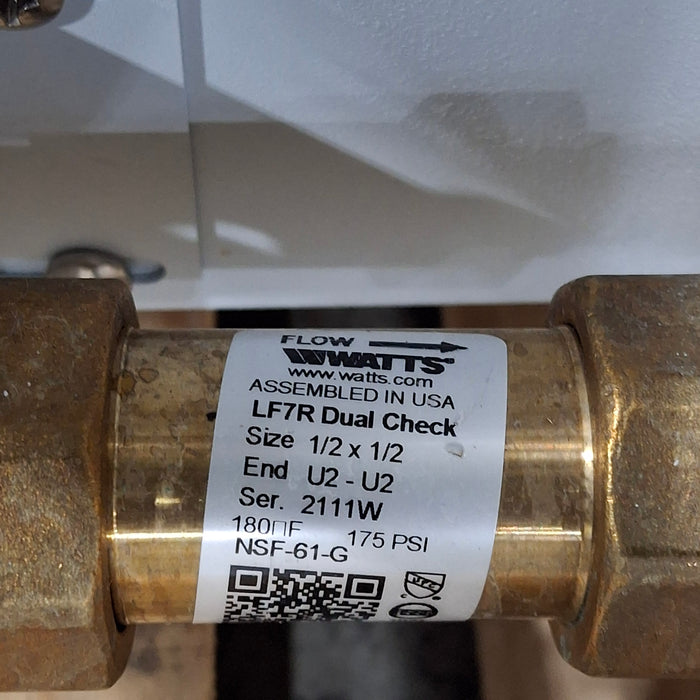 FLOW
WATTS
www.watts.com
ASSEMBLED IN USA
LF7R Dual Check
Size 1/2 x 1/2
End U2 - U2
Ser. 2111W
180▯F 175 PSI
NSF-61-G